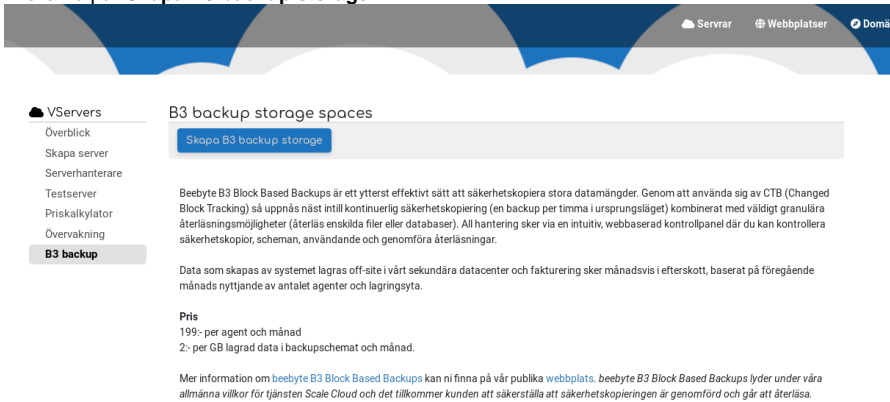 Servrar
Webbplatser
Domä
VServers
Överblick
Skapa server
Serverhanterare
Testserver
Priskalkylator
Övervakning
B3 backup
B3 backup storage spaces
Skapa B3 backup storage
Beebyte B3 Block Based Backups är ett ytterst effektivt sätt att säkerhetskopiera stora datamängder. Genom att använda sig av CTB (Changed
Block Tracking) så uppnås näst intill kontinuerlig säkerhetskopiering (en backup per timma i ursprungsläget) kombinerat med väldigt granulära
återläsningsmöjligheter (återläs enskilda filer eller databaser). All hantering sker via en intuitiv, webbaserad kontrollpanel där du kan kontrollera
säkerhetskopior, scheman, användande och genomföra återläsningar.
Data som skapas av systemet lagras off-site i vårt sekundära datacenter och fakturering sker månadsvis i efterskott, baserat på föregående
månads nyttjande av antalet agenter och lagringsyta.
Pris
199:- per agent och månad
2:- per GB lagrad data i backupschemat och månad.
Mer information om beebyte B3 Block Based Backups kan ni finna på vår publika webbplats. beebyte B3 Block Based Backups lyder under våra
allmänna villkor för tjänsten Scale Cloud och det tillkommer kunden att säkerställa att säkerhetskopieringen är genomförd och går att återläsa.